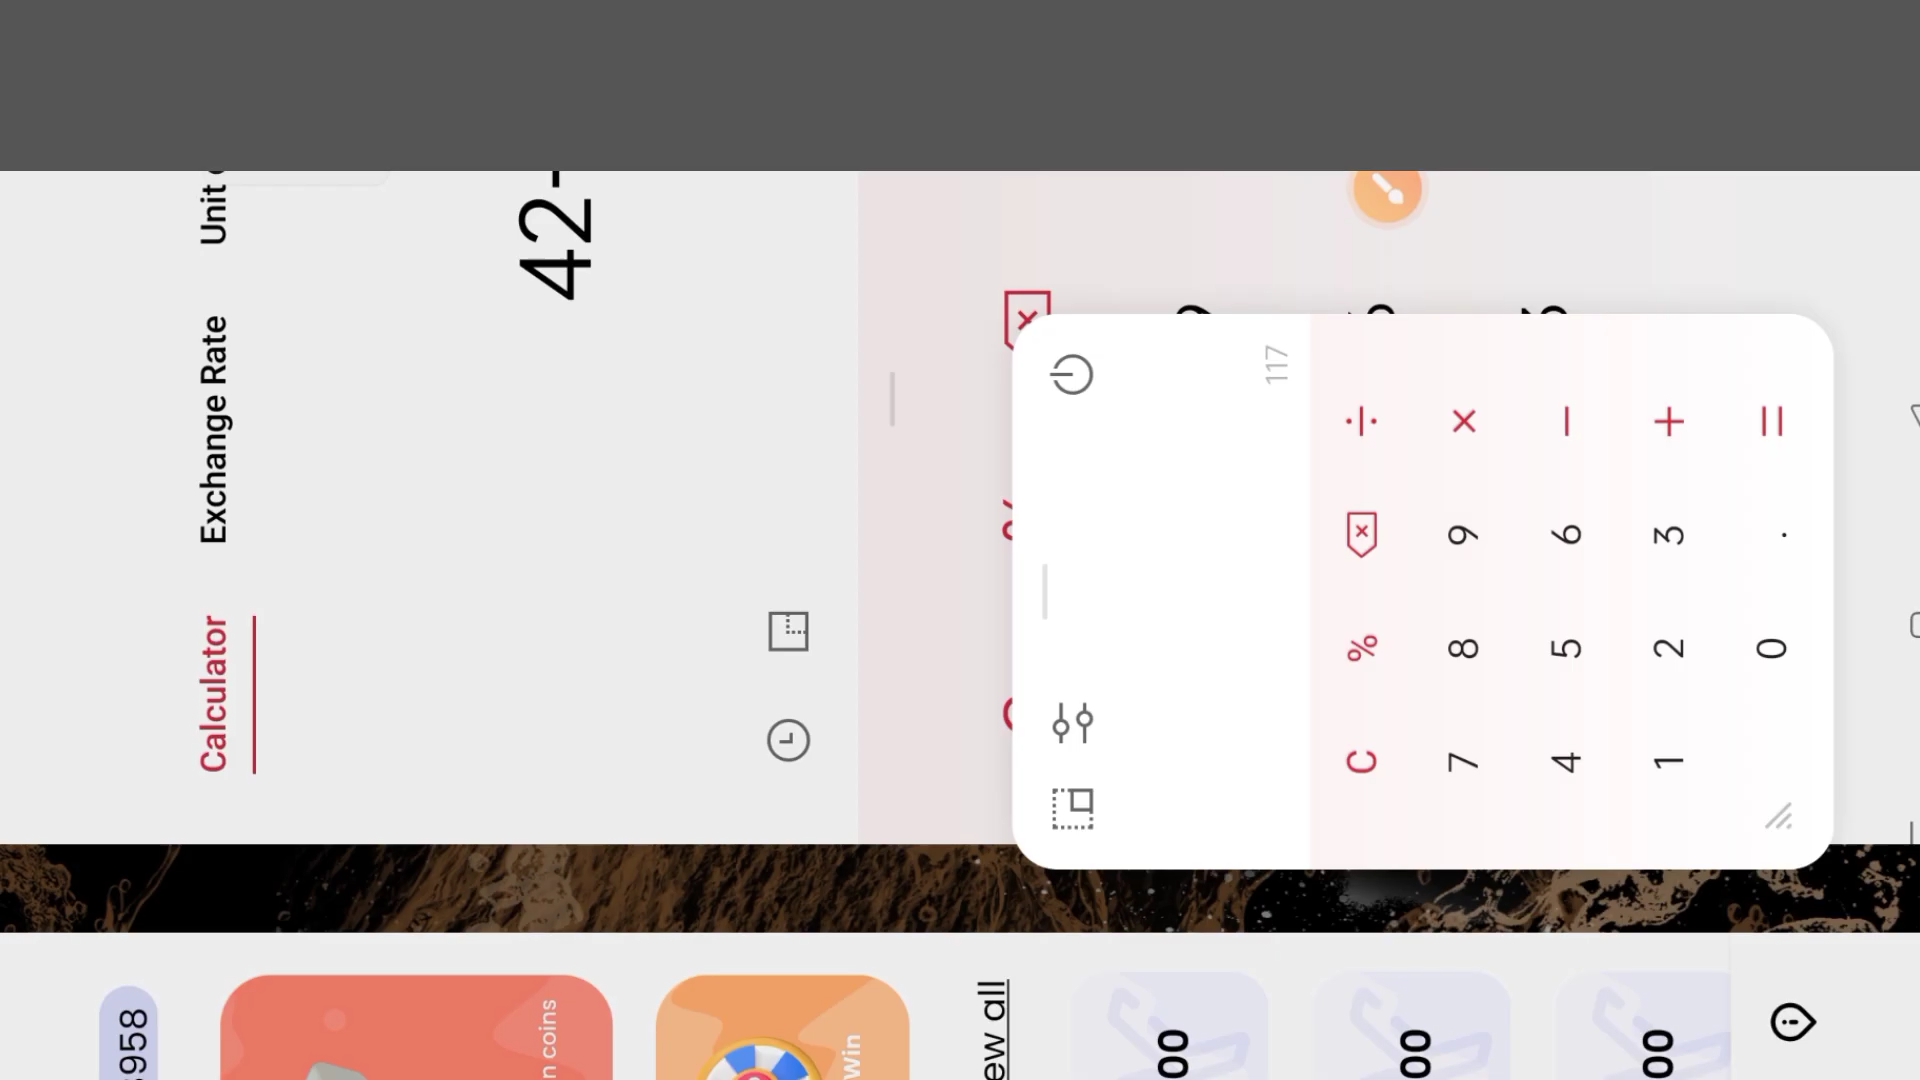 Calculator Exchange Rate Unit
42-
117
C % ÷
7 8 9 ×
4 5 6 −
1 2 3 +
0 . =
3958
n coins
Win
ew all
00
00
00